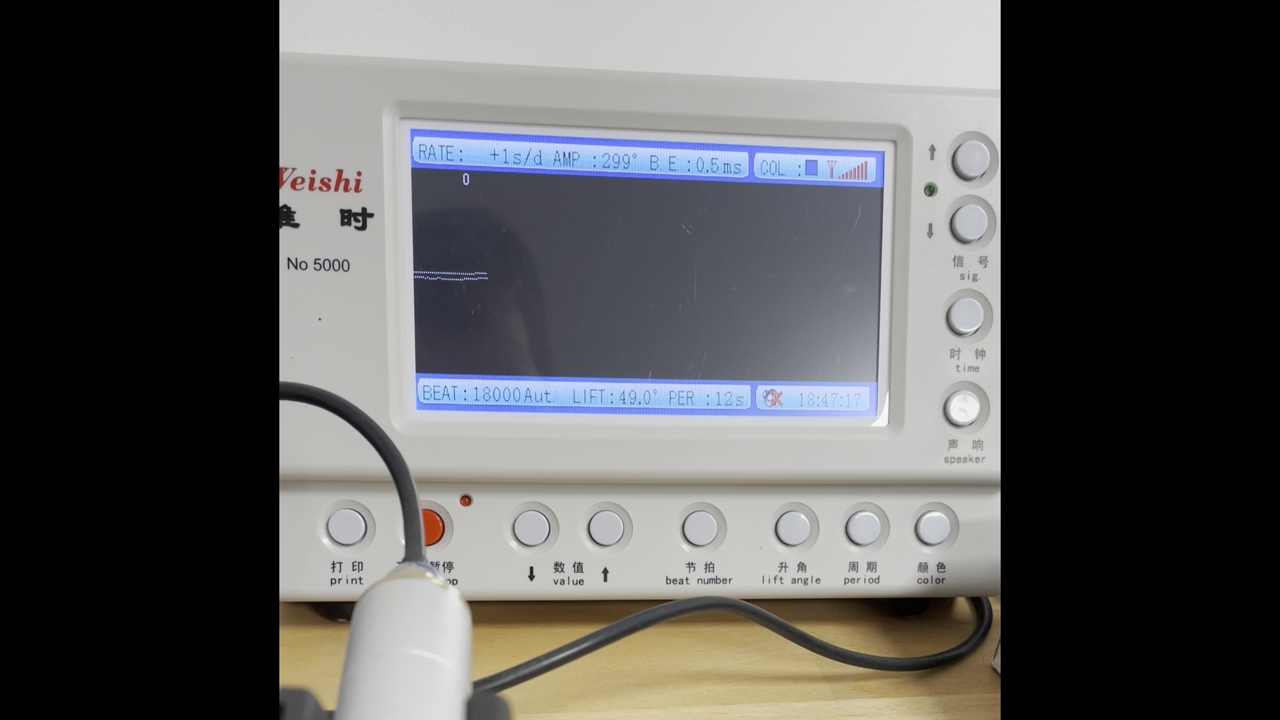 RATE: +1s/d AMP :299° B E :0.5ms COL :
0
Weishi
准 时
No 5000
信 号
sig.
时 钟
time
BEAT:18000Aut LIFT:49.0° PER :12s 18:47:17
声 响
speaker
打 印
print
暂停
数 值
value
节 拍
beat number
升 角
lift angle
周 期
period
颜 色
color